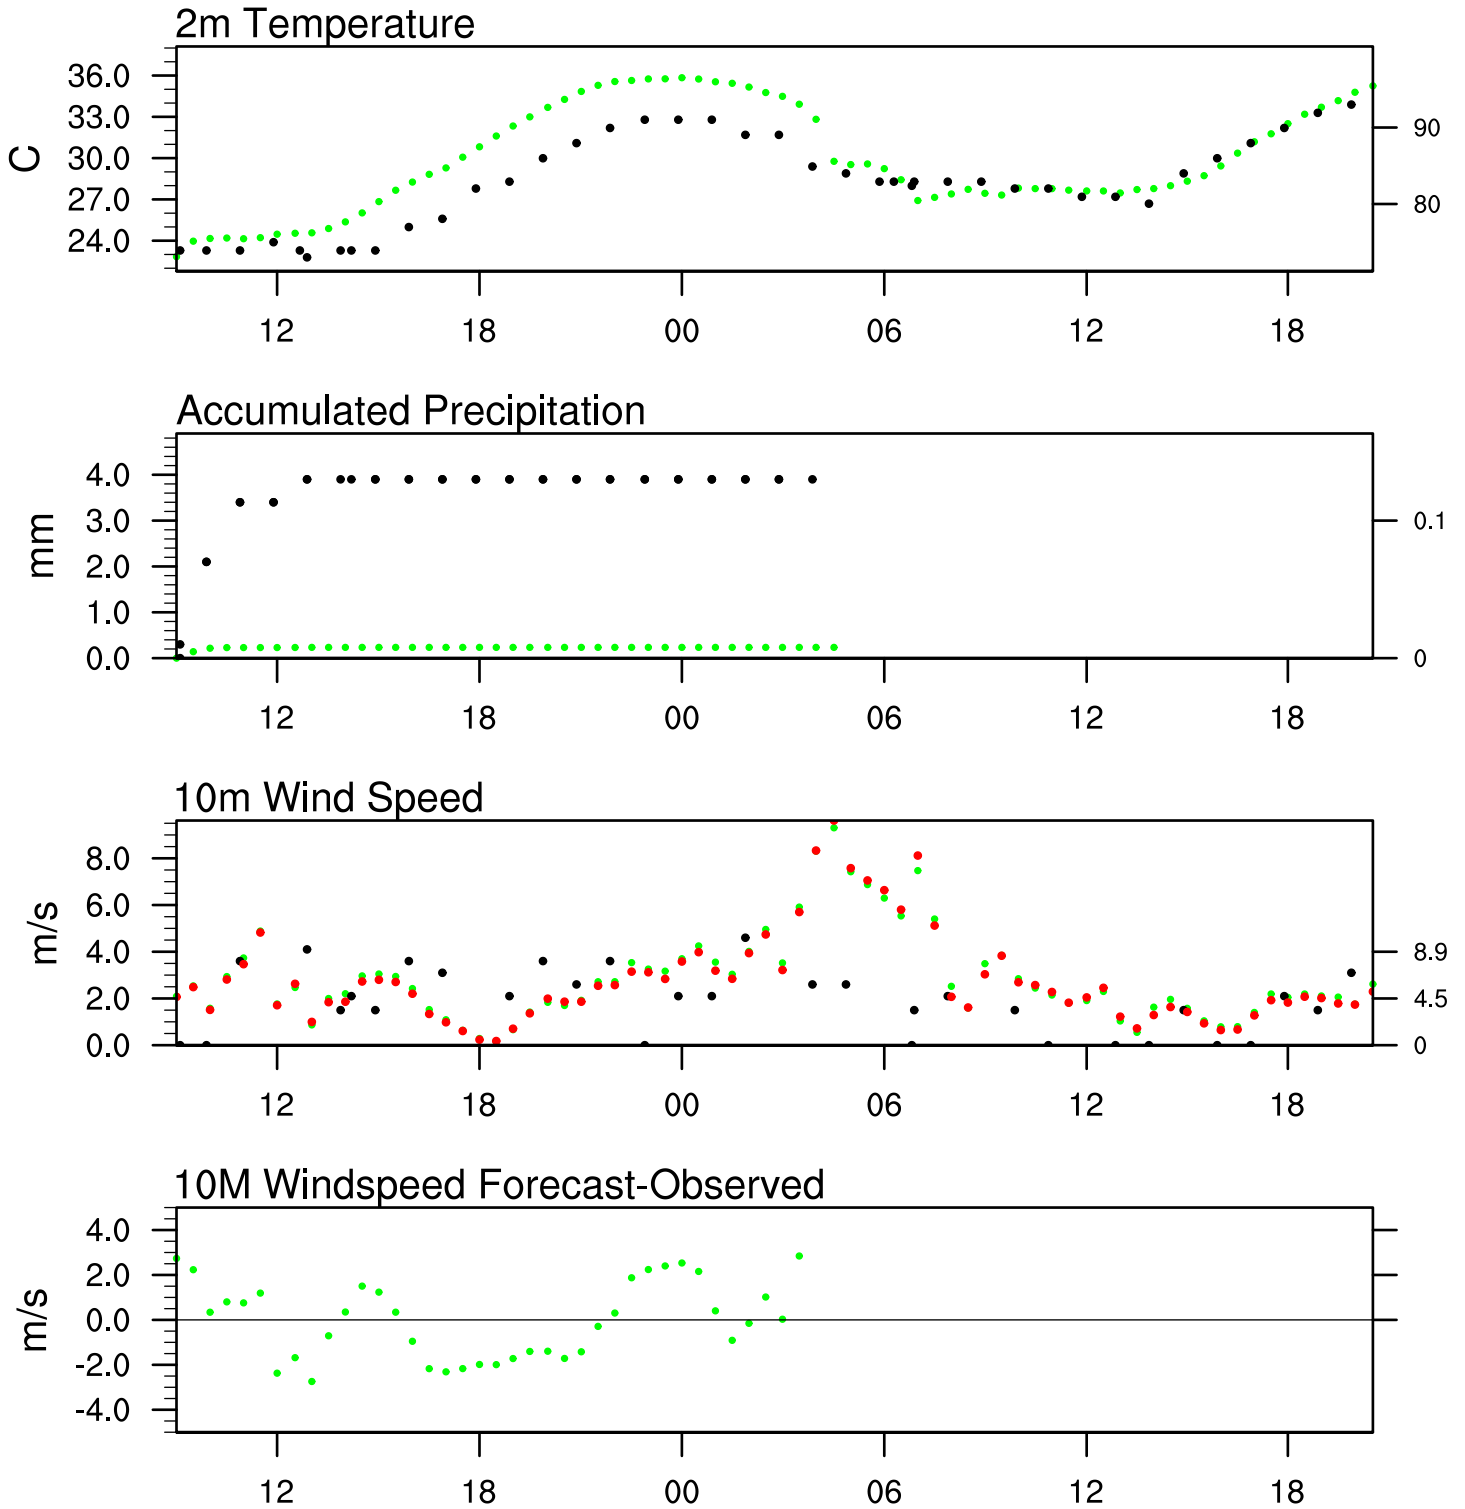 2m Temperature
36.0
33.0
30.0
27.0
24.0
C
90
80
12 18 00 06 12 18
Accumulated Precipitation
4.0
3.0
2.0
1.0
0.0
mm
0.1
0
12 18 00 06 12 18
10m Wind Speed
8.0
6.0
4.0
2.0
0.0
m/s
8.9
4.5
0
12 18 00 06 12 18
10M Windspeed Forecast-Observed
4.0
2.0
0.0
-2.0
-4.0
m/s
12 18 00 06 12 18